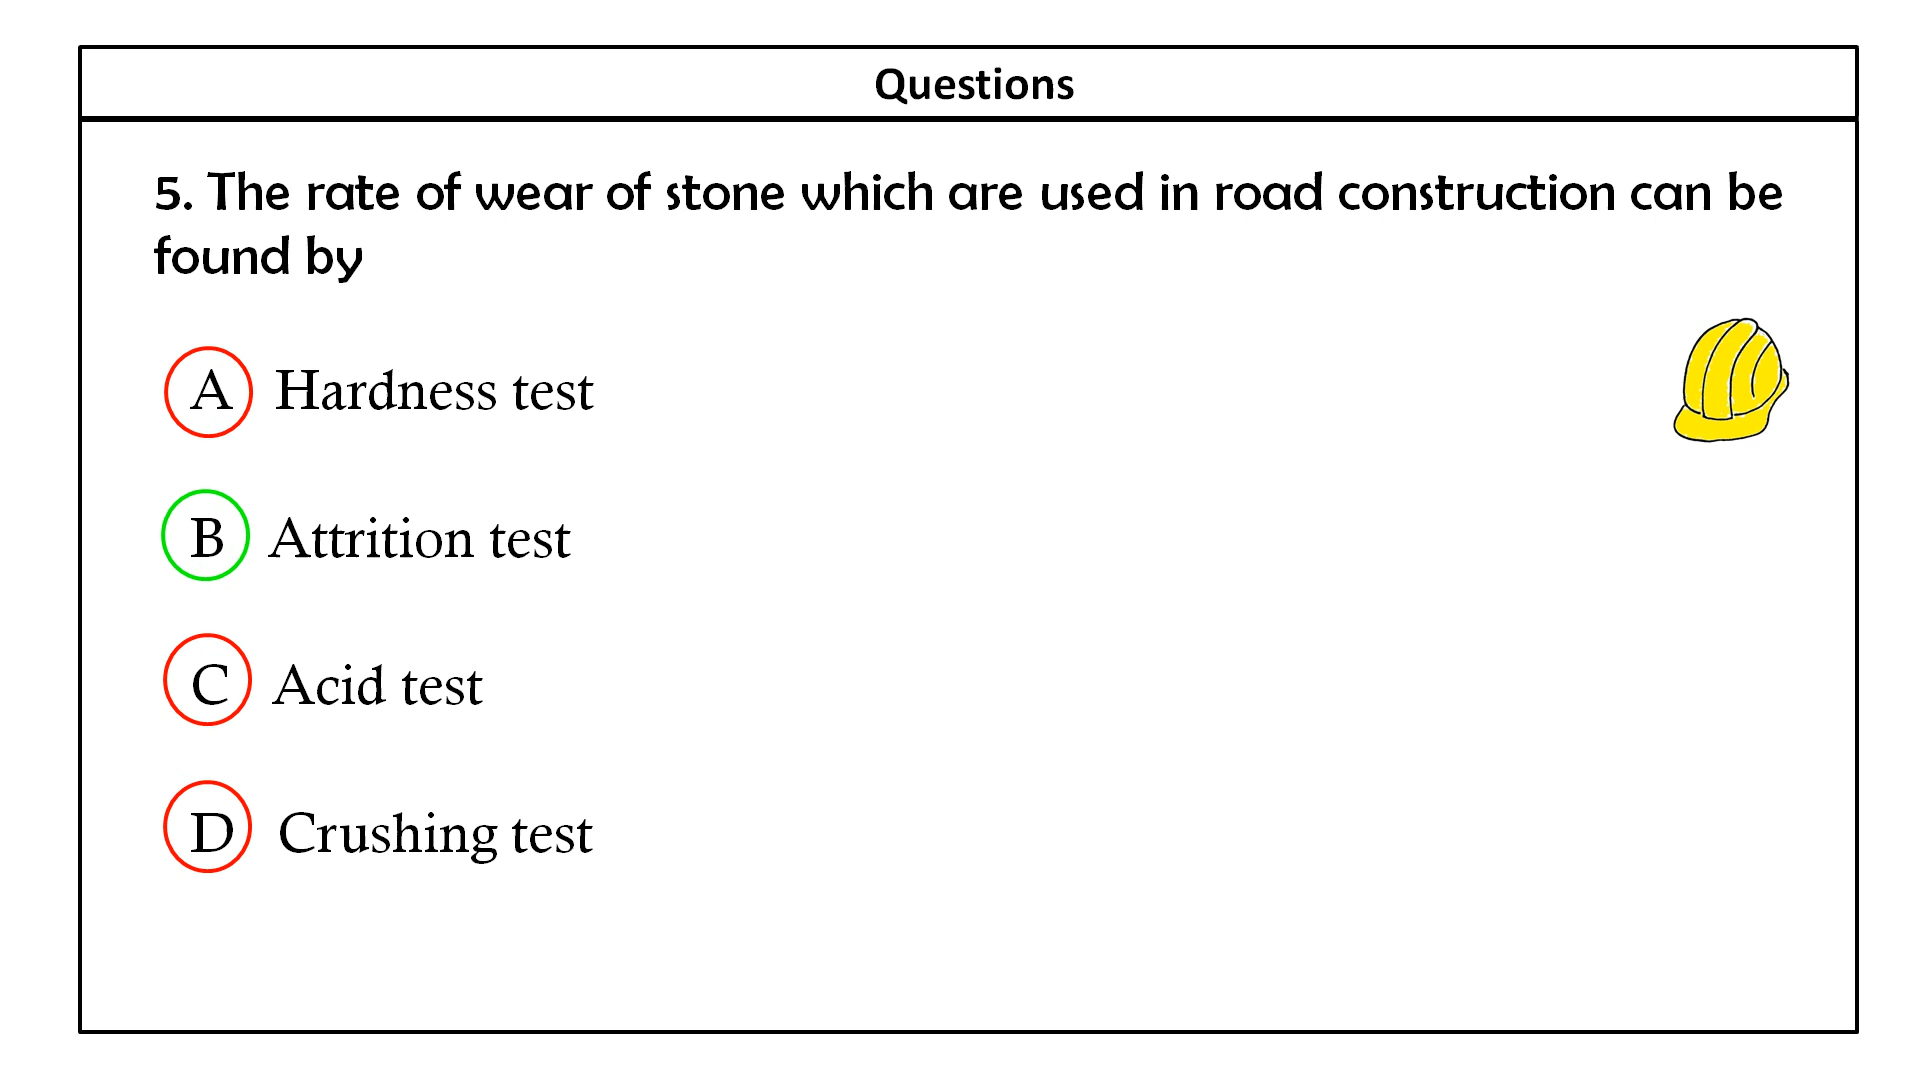 Questions
5. The rate of wear of stone which are used in road construction can be
found by
A Hardness test
B Attrition test
C Acid test
D Crushing test